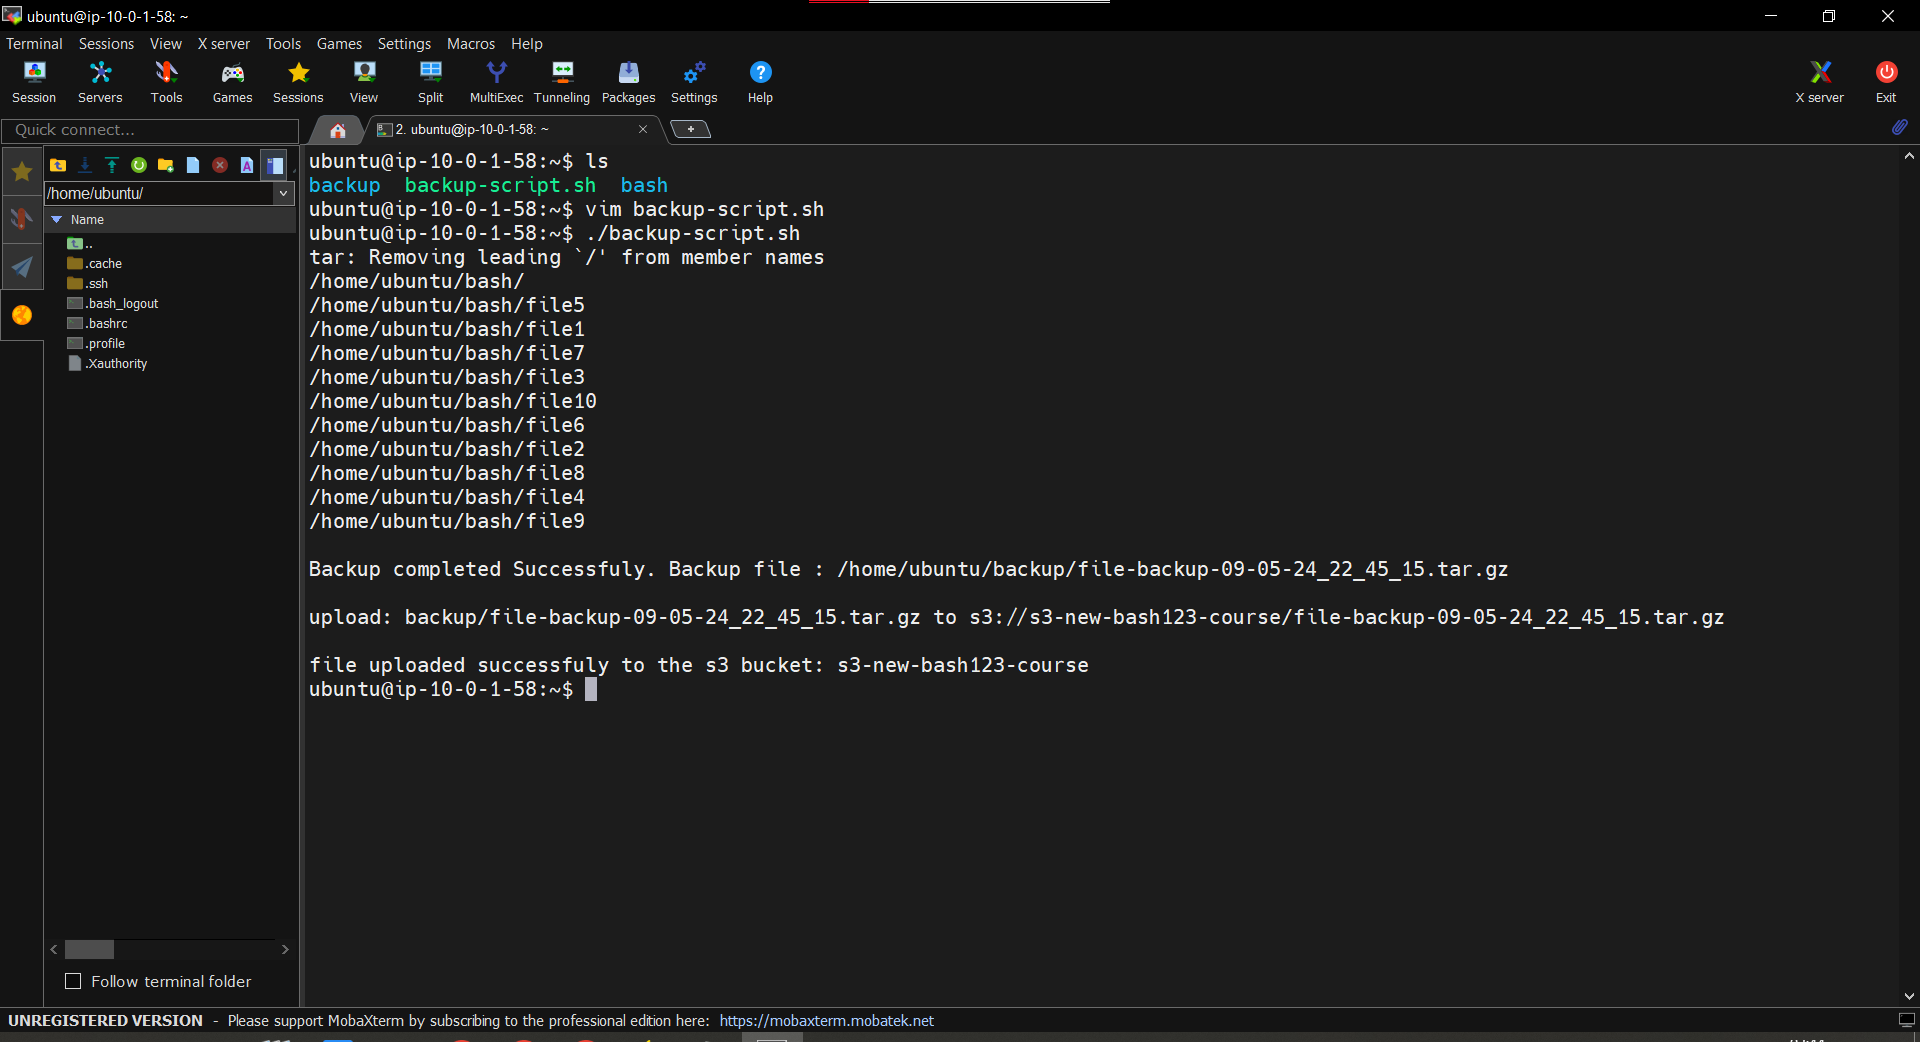 ubuntu@ip-10-0-1-58: ~
Terminal Sessions View X server Tools Games Settings Macros Help
Session Servers Tools Games Sessions View Split MultiExec Tunneling Packages Settings Help X server Exit
Quick connect...
2. ubuntu@ip-10-0-1-58: ~
/home/ubuntu/
Name
..
.cache
.ssh
.bash_logout
.bashrc
.profile
.Xauthority
Follow terminal folder
ubuntu@ip-10-0-1-58:~$ ls
backup backup-script.sh bash
ubuntu@ip-10-0-1-58:~$ vim backup-script.sh
ubuntu@ip-10-0-1-58:~$ ./backup-script.sh
tar: Removing leading `/' from member names
/home/ubuntu/bash/
/home/ubuntu/bash/file5
/home/ubuntu/bash/file1
/home/ubuntu/bash/file7
/home/ubuntu/bash/file3
/home/ubuntu/bash/file10
/home/ubuntu/bash/file6
/home/ubuntu/bash/file2
/home/ubuntu/bash/file8
/home/ubuntu/bash/file4
/home/ubuntu/bash/file9
Backup completed Successfuly. Backup file : /home/ubuntu/backup/file-backup-09-05-24_22_45_15.tar.gz
upload: backup/file-backup-09-05-24_22_45_15.tar.gz to s3://s3-new-bash123-course/file-backup-09-05-24_22_45_15.tar.gz
file uploaded successfuly to the s3 bucket: s3-new-bash123-course
ubuntu@ip-10-0-1-58:~$
UNREGISTERED VERSION - Please support MobaXterm by subscribing to the professional edition here: https://mobaxterm.mobatek.net